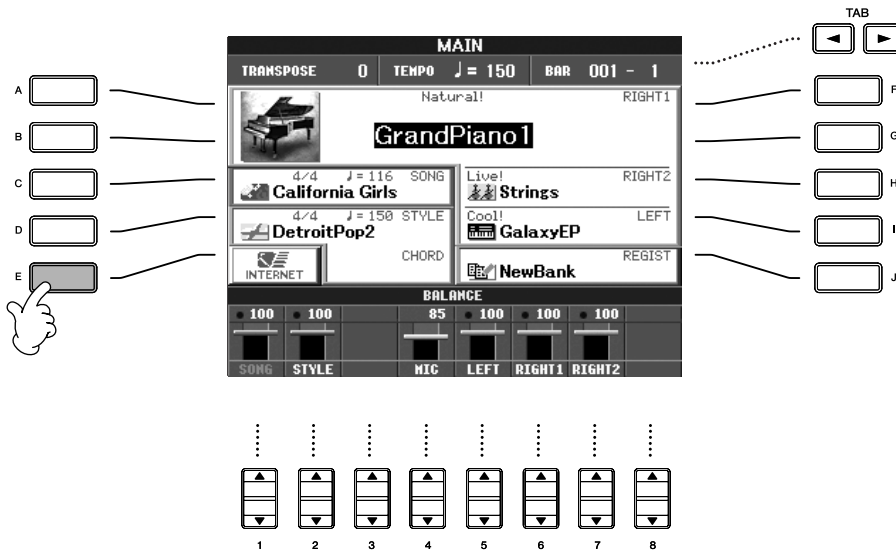 TAB
MAIN
TRANSPOSE 0 TEMPO ♩= 150 BAR 001 - 1
A
F
Natural! RIGHT1
GrandPiano1
B
G
4/4 ♩=116 SONG
California Girls
Live! RIGHT2
Strings
C
H
4/4 ♩=150 STYLE
DetroitPop2
Cool! LEFT
GalaxyEP
D
I
INTERNET
CHORD
REGIST
NewBank
E
J
BALANCE
100 100 85 100 100 100
SONG STYLE MIC LEFT RIGHT1 RIGHT2
1 2 3 4 5 6 7 8